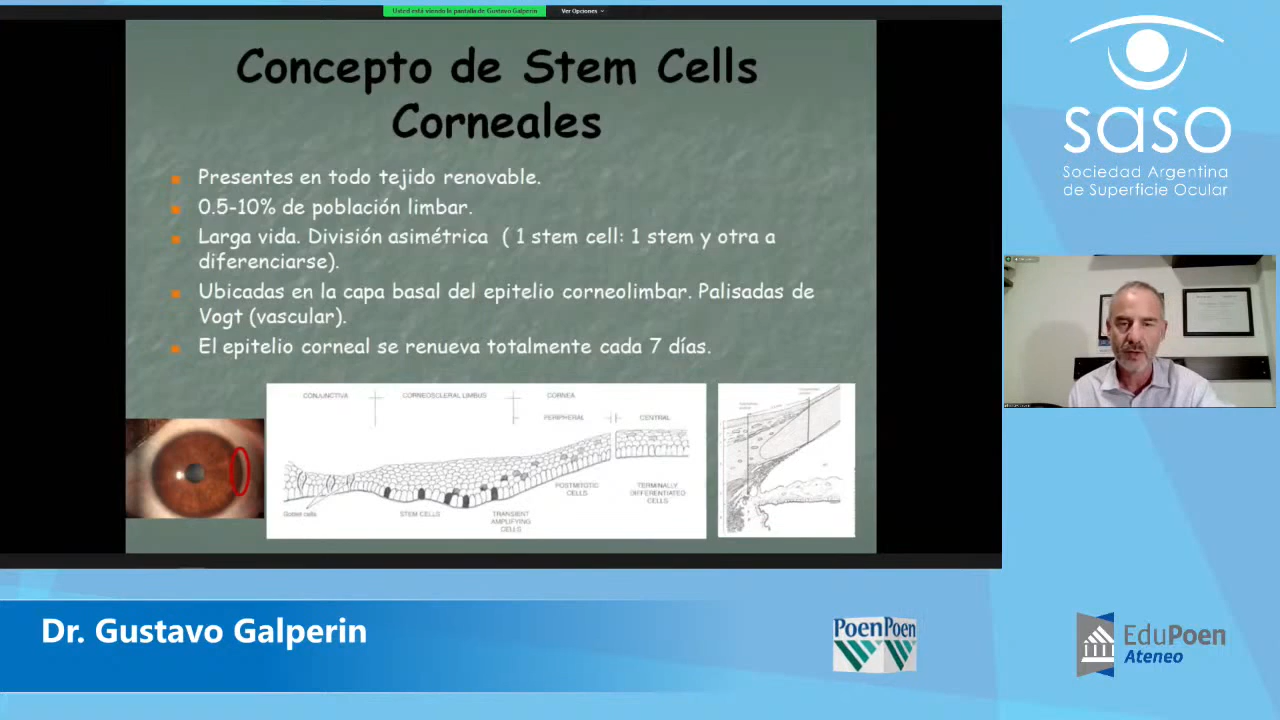 Usted está viendo la pantalla de Gustavo Galperin
Ver Opciones
Concepto de Stem Cells
Corneales
Presentes en todo tejido renovable.
0.5-10% de población limbar.
Larga vida. División asimétrica ( 1 stem cell: 1 stem y otra a
diferenciarse).
Ubicadas en la capa basal del epitelio corneolimbar. Palisadas de
Vogt (vascular).
El epitelio corneal se renueva totalmente cada 7 días.
CONJUNCTIVA
CORNEOSCLERAL LIMBUS
CORNEA
PERIPHERAL
CENTRAL
Goblet cells
STEM CELLS
TRANSIENT
AMPLIFYING
CELLS
POSTMITOTIC
CELLS
TERMINALLY
DIFFERENTIATED
CELLS
saso
Sociedad Argentina
de Superficie Ocular
Dr. Gustavo Galperin
PoenPoen
EduPoen
Ateneo